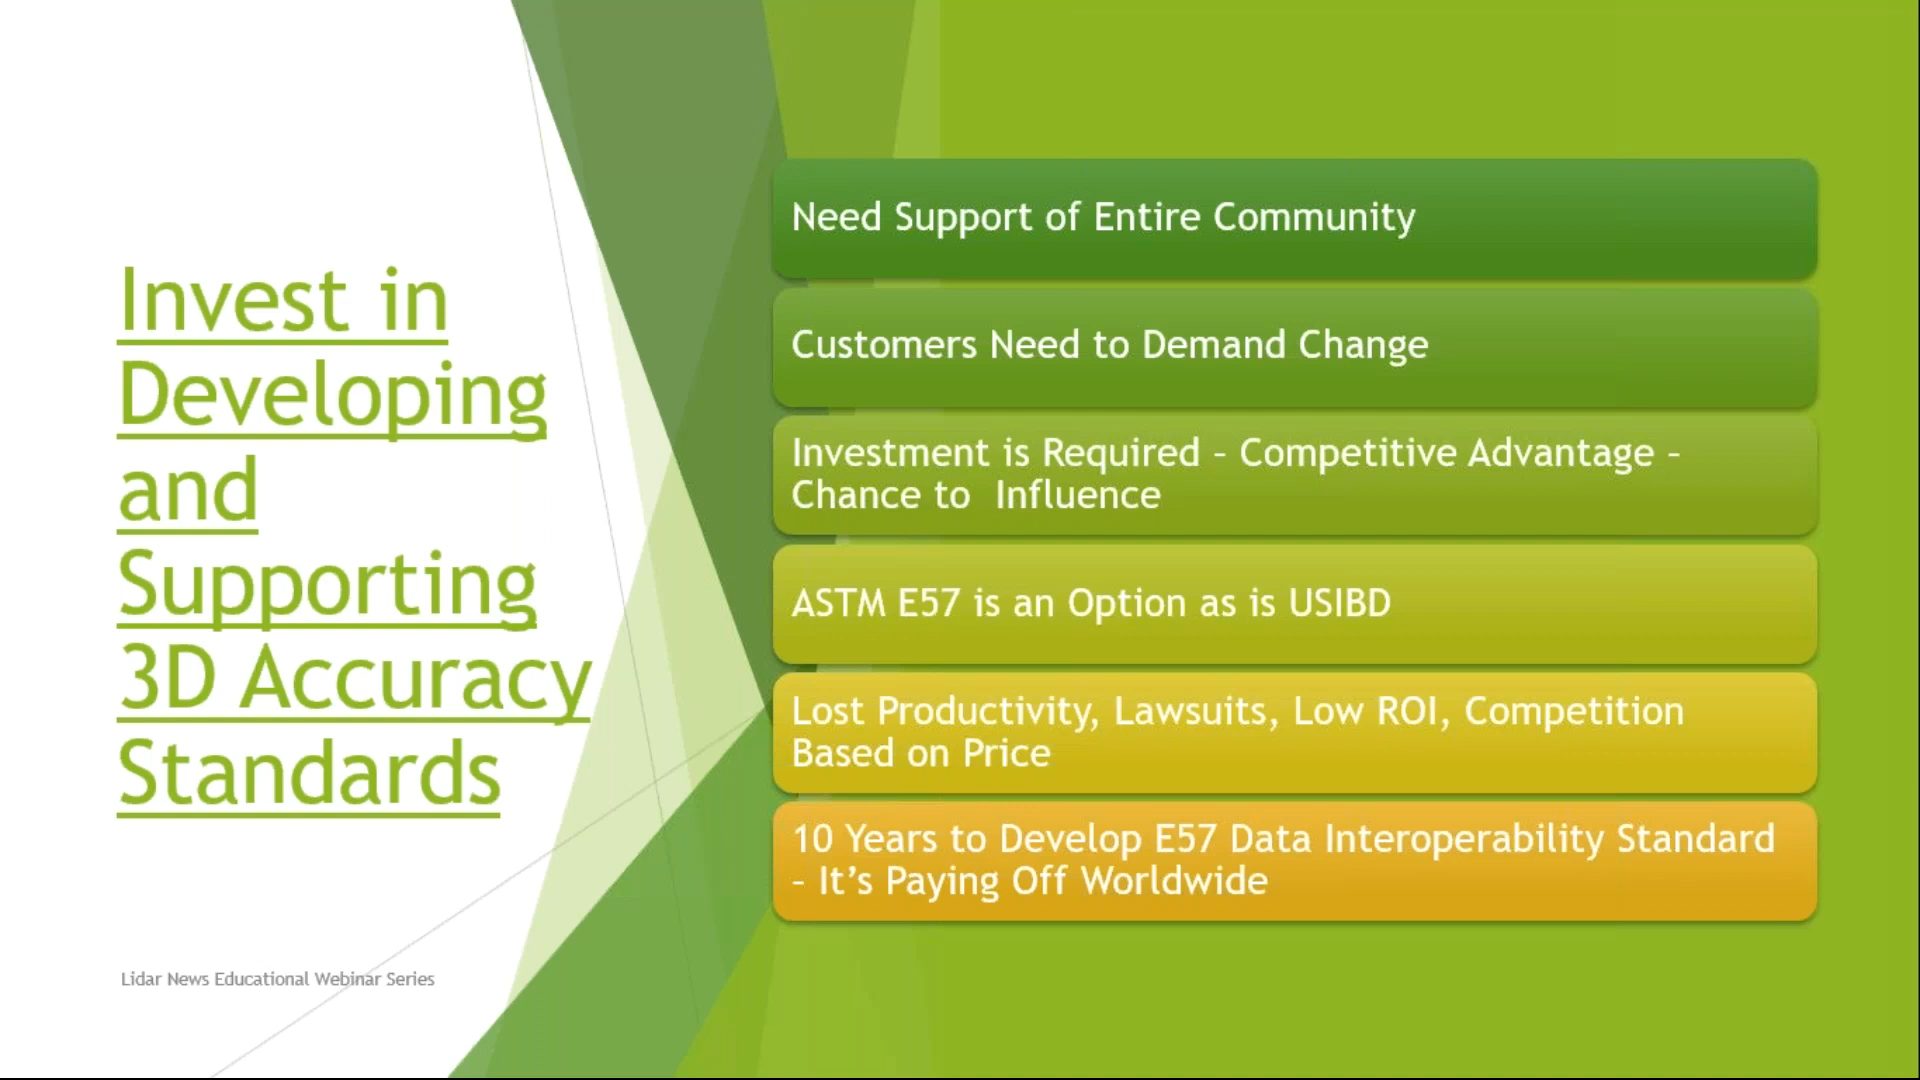 Invest in
Developing
and
Supporting
3D Accuracy
Standards
Need Support of Entire Community
Customers Need to Demand Change
Investment is Required – Competitive Advantage –
Chance to  Influence
ASTM E57 is an Option as is USIBD
Lost Productivity, Lawsuits, Low ROI, Competition
Based on Price
10 Years to Develop E57 Data Interoperability Standard
– It’s Paying Off Worldwide
Lidar News Educational Webinar Series